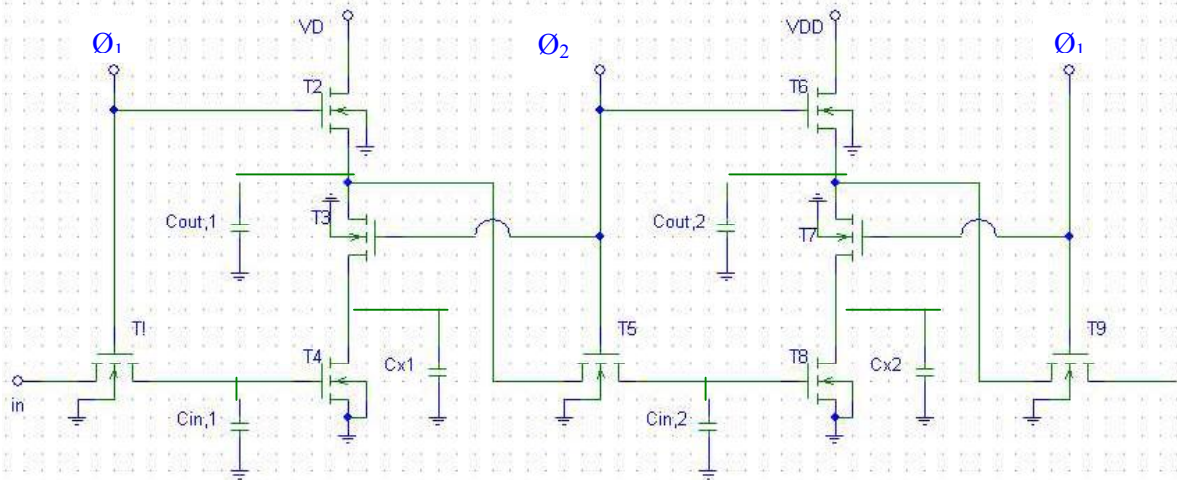 VD
VDD
Ø₁
Ø₂
Ø₁
T2
T6
Cout,1
T3
Cout,2
T7
T!
T4
Cx1
T5
T8
Cx2
T9
in
Cin,1
Cin,2